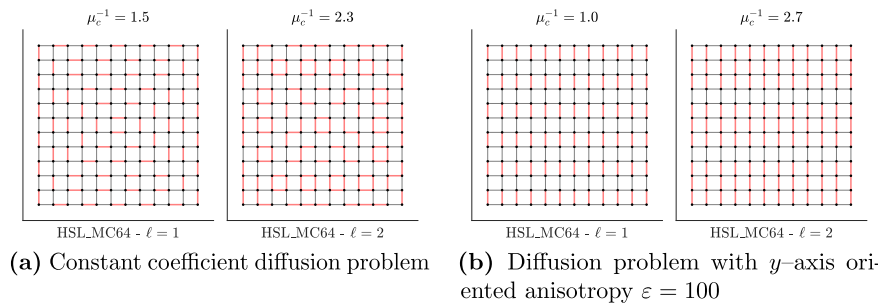 μ_c^{-1} = 1.5
μ_c^{-1} = 2.3
μ_c^{-1} = 1.0
μ_c^{-1} = 2.7
HSL_MC64 - ℓ = 1
HSL_MC64 - ℓ = 2
HSL_MC64 - ℓ = 1
HSL_MC64 - ℓ = 2
(a) Constant coefficient diffusion problem
(b) Diffusion problem with y–axis ori-
ented anisotropy ε = 100